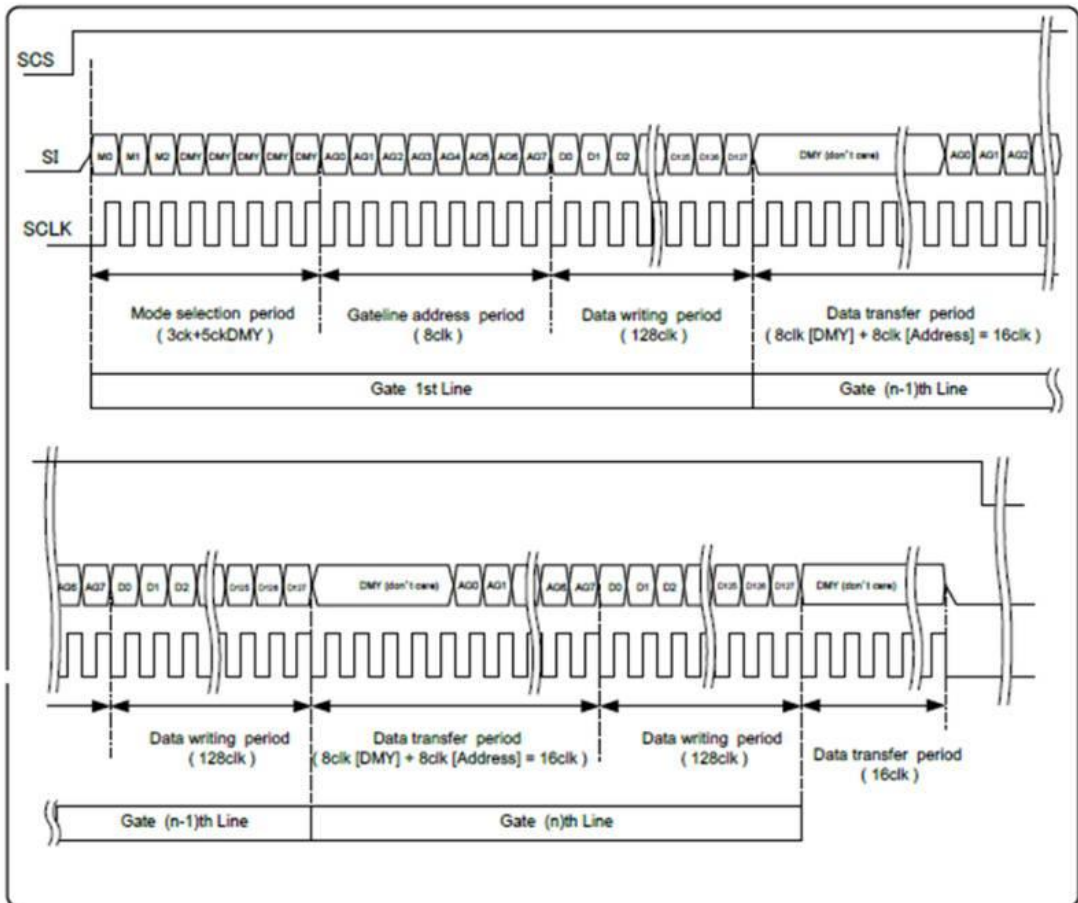 SCS
SI M0 M1 M2 DMY DMY DMY DMY DMY AG0 AG1 AG2 AG3 AG4 AG5 AG6 AG7 D0 D1 D2 D125 D126 D127 DMY (don't care) AG0 AG1 AG2
SCLK
Mode selection period Gateline address period Data writing period Data transfer period
( 3ck+5ckDMY ) ( 8clk ) ( 128clk ) ( 8clk [DMY] + 8clk [Address] = 16clk )
Gate 1st Line Gate (n-1)th Line
AG6 AG7 D0 D1 D2 D125 D126 D127 DMY (don't care) AG0 AG1 AG6 AG7 D0 D1 D2 D125 D126 D127 DMY (don't care)
Data writing period Data transfer period Data writing period Data transfer period
( 128clk ) ( 8clk [DMY] + 8clk [Address] = 16clk ) ( 128clk ) ( 16clk )
Gate (n-1)th Line Gate (n)th Line